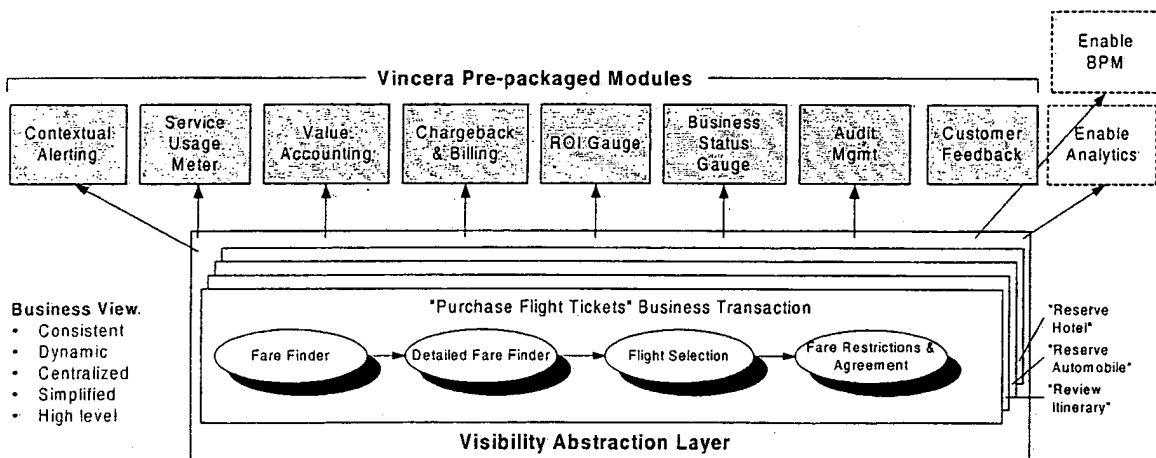 Enable
BPM
Vincera Pre-packaged Modules
Contextual
Alerting
Service
Usage
Meter
Value
Accounting
Chargeback
& Billing
ROI Gauge
Business
Status
Gauge
Audit
Mgmt
Customer
Feedback
Enable
Analytics
Business View.
• Consistent
• Dynamic
• Centralized
• Simplified
• High level
"Purchase Flight Tickets" Business Transaction
Fare Finder
Detailed Fare Finder
Flight Selection
Fare Restrictions &
Agreement
"Reserve
Hotel"
"Reserve
Automobile"
"Review
Itinerary"
Visibility Abstraction Layer